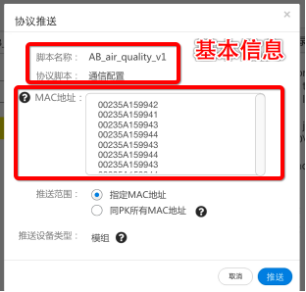 协议推送
基本信息
脚本名称： AB_air_quality_v1
协议脚本： 通信配置
MAC地址：
00235A159942
00235A159941
00235A159943
00235A159944
00235A159943
00235A159944
00235A159943
推送范围： 指定MAC地址
同PK所有MAC地址
推送设备类型： 模组
取消 推送